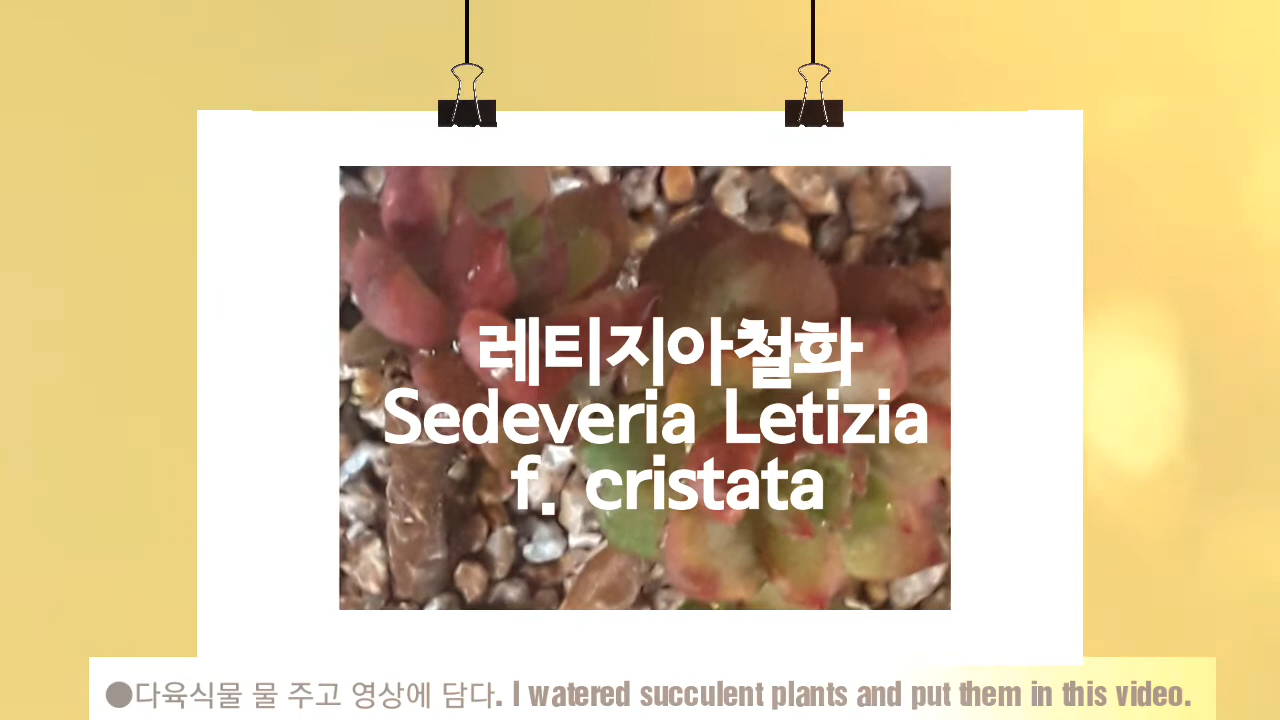 레티지아철화
Sedeveria Letizia
f. cristata
●다육식물 물 주고 영상에 담다. I watered succulent plants and put them in this video.